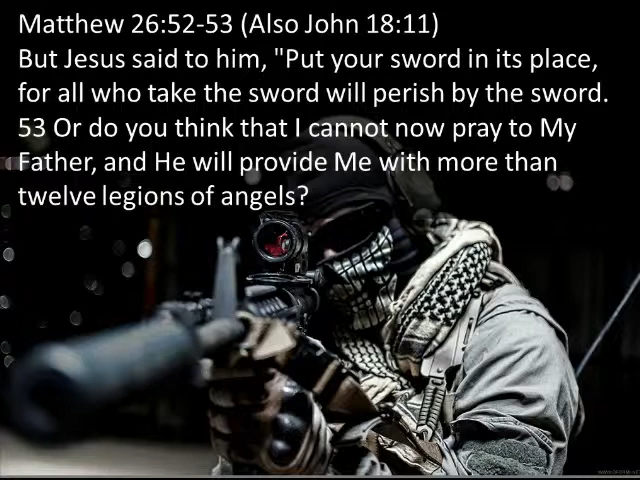 Matthew 26:52-53 (Also John 18:11)
But Jesus said to him, "Put your sword in its place,
for all who take the sword will perish by the sword.
53 Or do you think that I cannot now pray to My
Father, and He will provide Me with more than
twelve legions of angels?